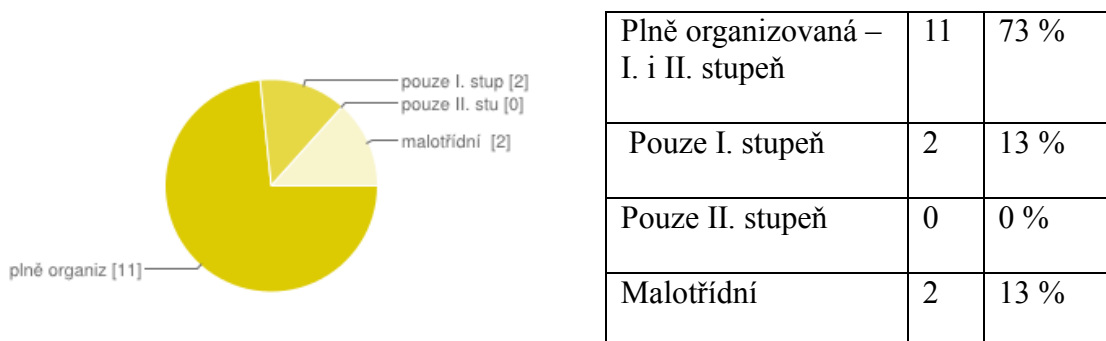 pouze I. stup [2]
pouze II. stu [0]
malotřídní [2]
plně organiz [11]
Plně organizovaná – 11 73 %
I. i II. stupeň
Pouze I. stupeň 2 13 %
Pouze II. stupeň 0 0 %
Malotřídní 2 13 %